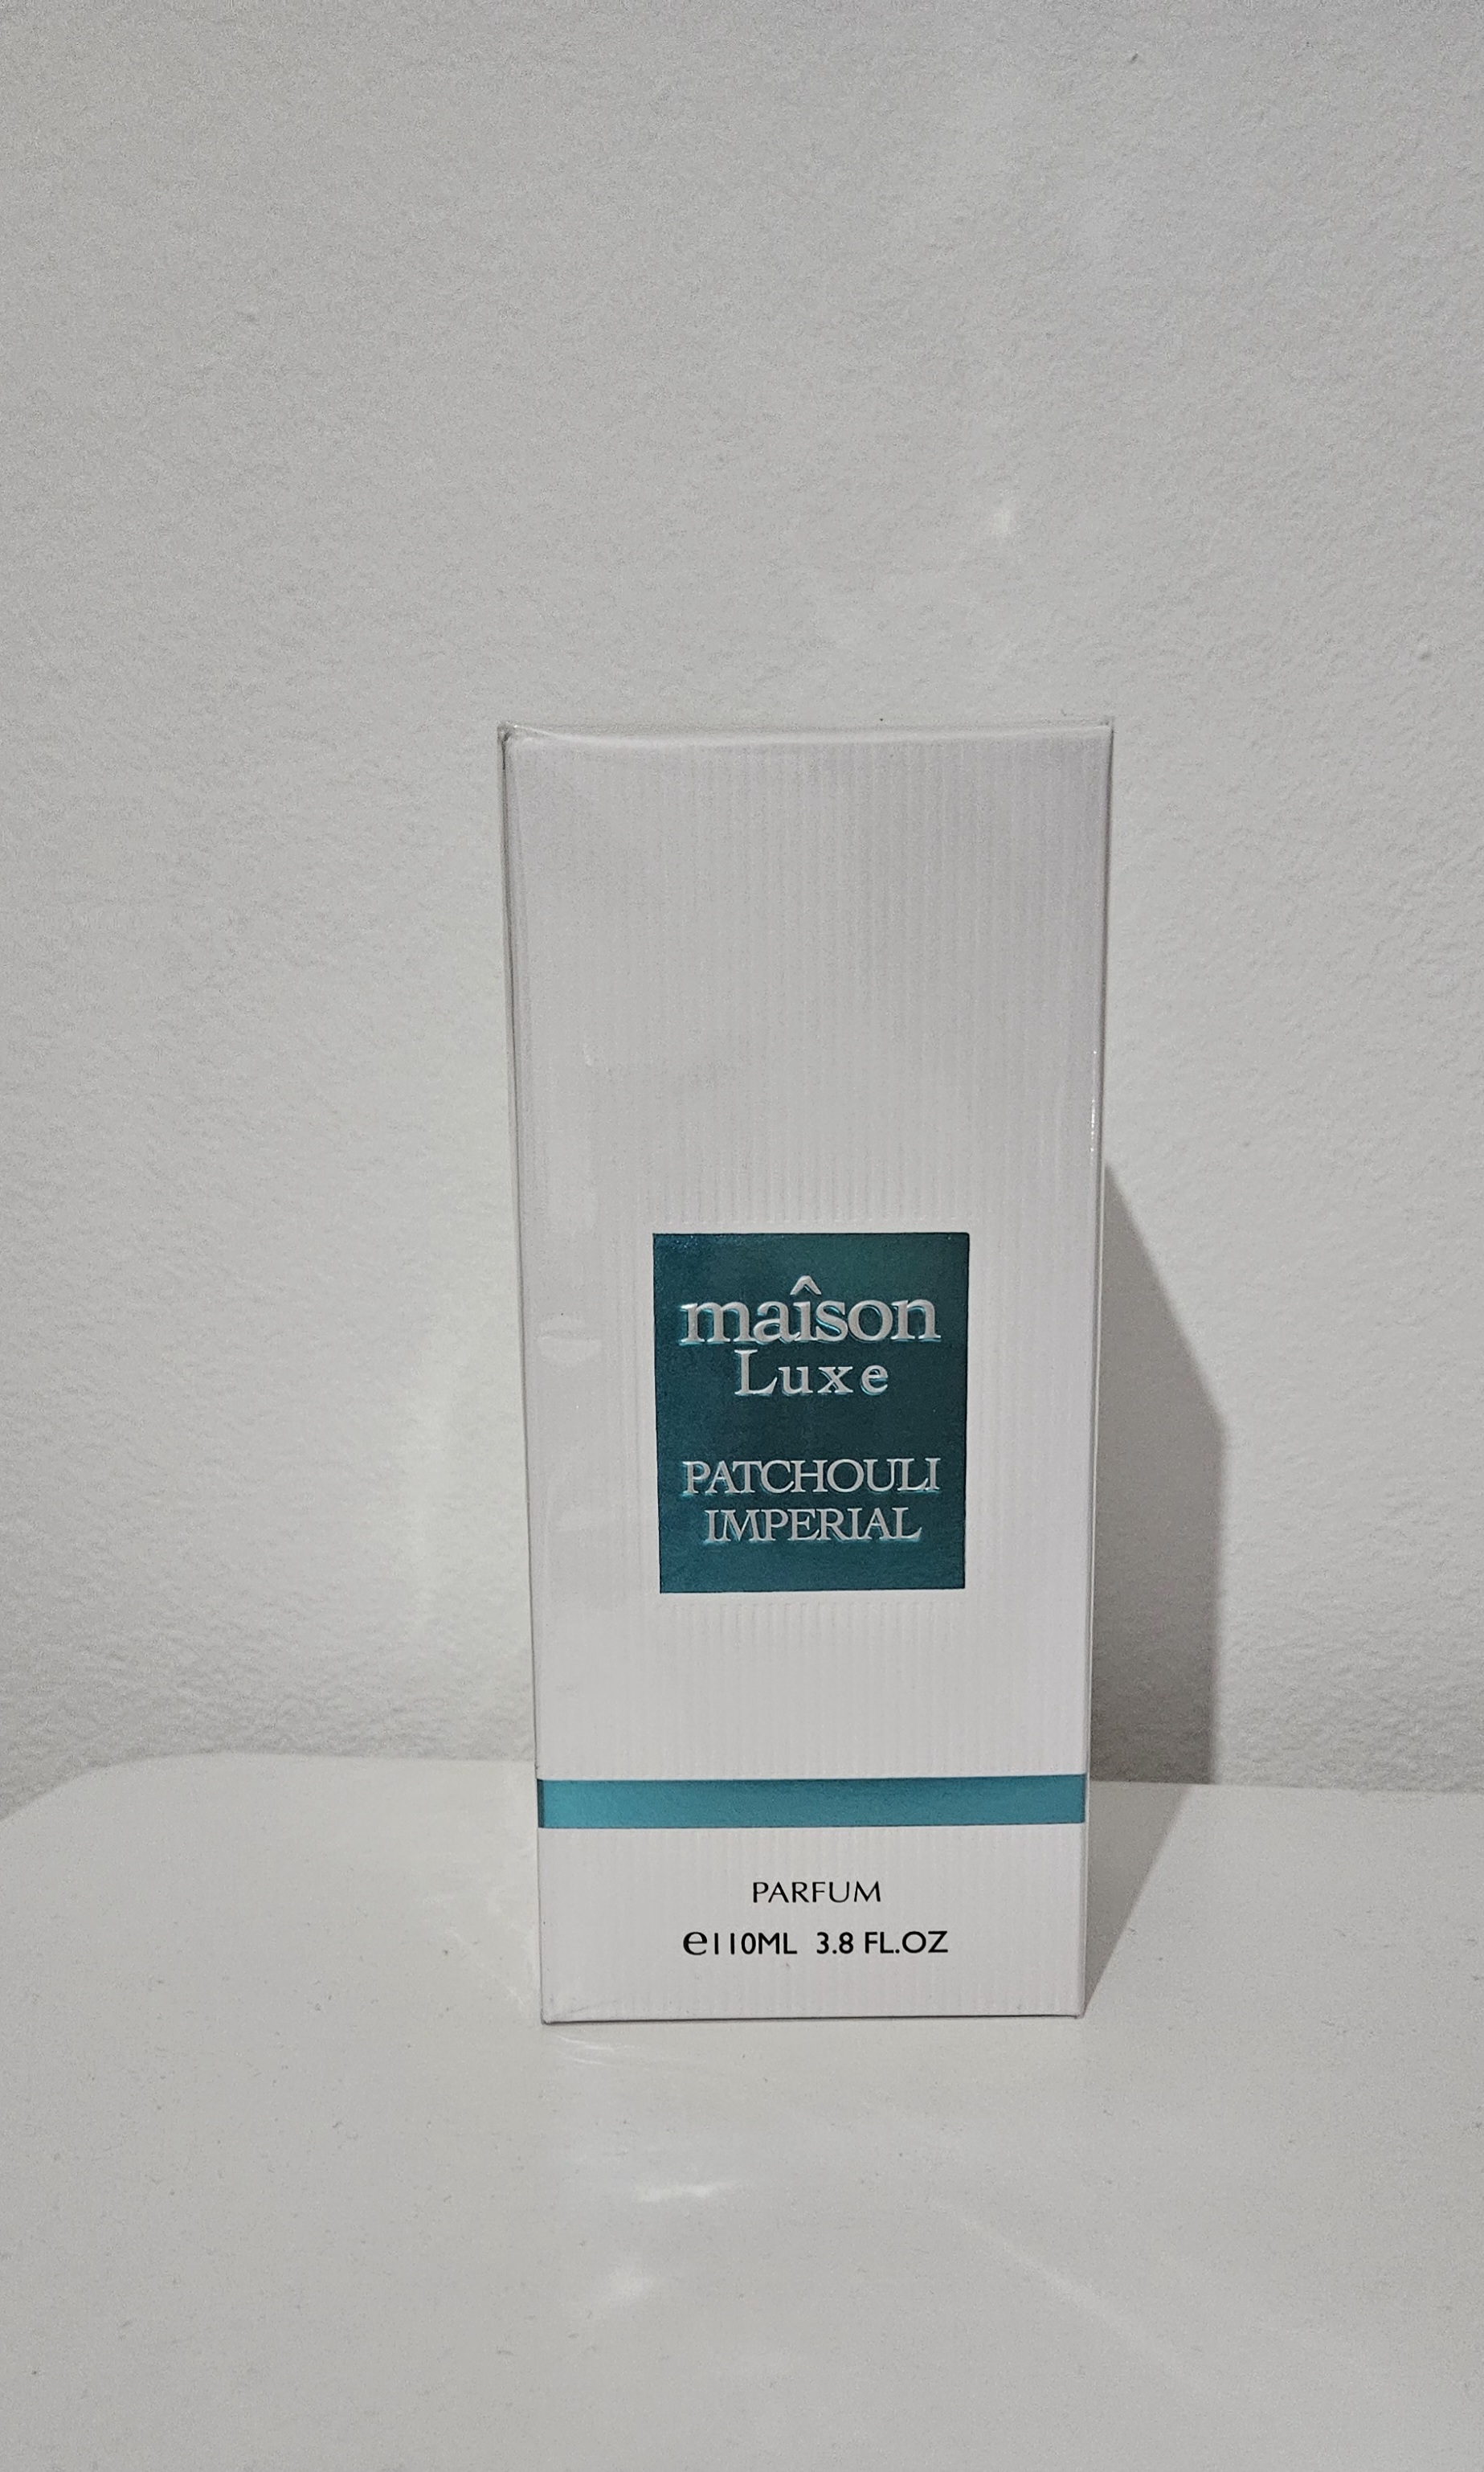 maîson
Luxe
PATCHOULI
IMPERIAL
PARFUM
℮110ML 3.8 FL.OZ